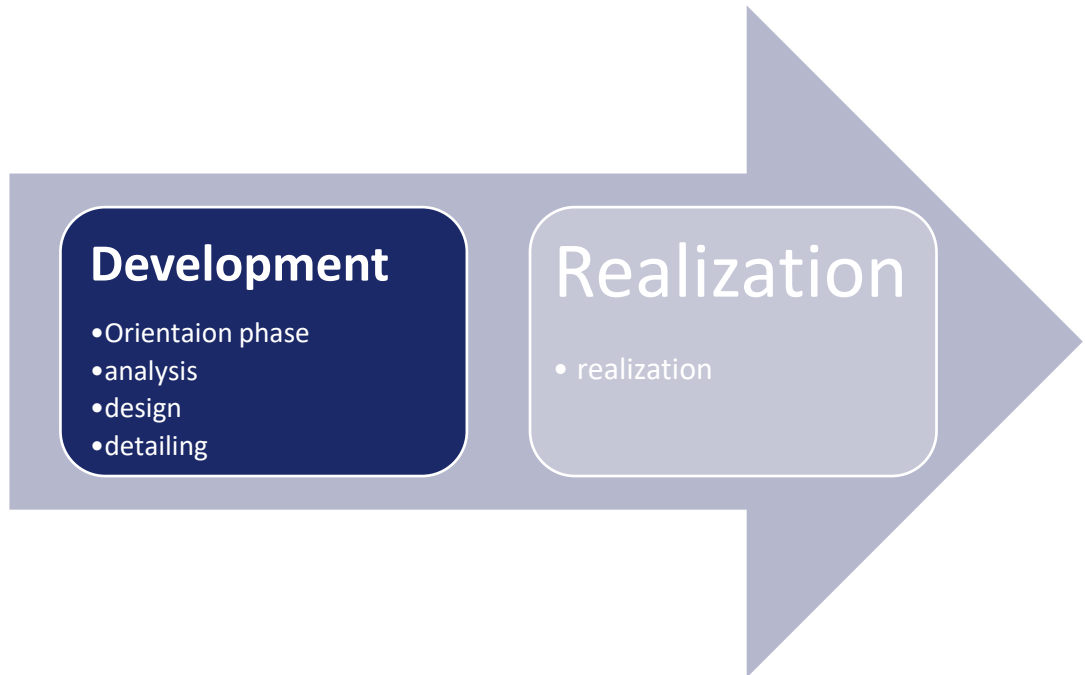 Development
•Orientaion phase
•analysis
•design
•detailing
Realization
• realization